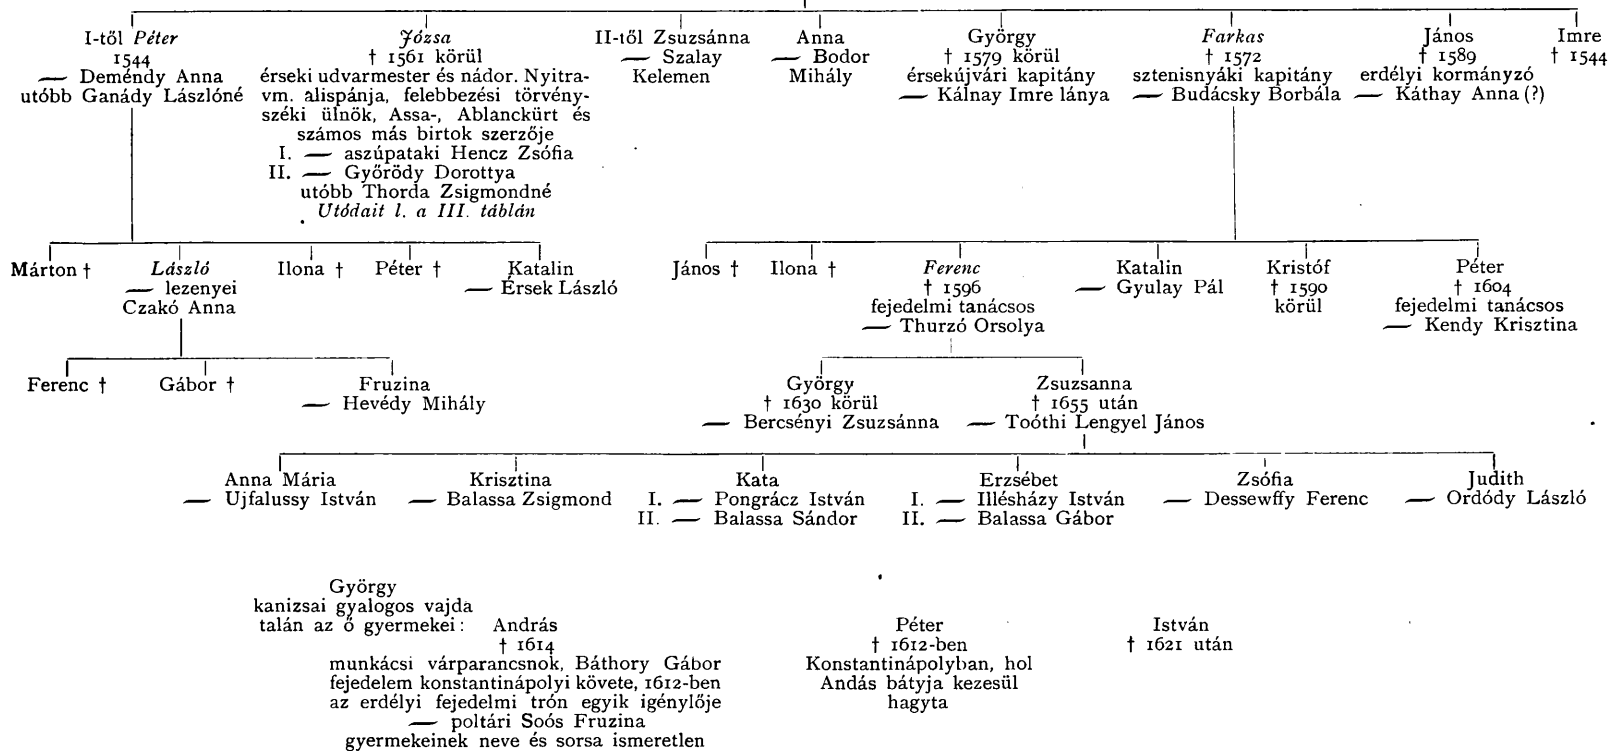 I-től Péter
1544
— Deméndy Anna
utóbb Ganády Lászlóné
Józsa
† 1561 körül
érseki udvarmester és nádor. Nyitra-
vm. alispánja, felebbezési törvény-
széki ülnök, Assa-, Ablanckürt és
számos más birtok szerzője
I. — aszúpataki Hencz Zsófia
II. — Győrödy Dorottya
utóbb Thorda Zsigmondné
Utódait l. a III. táblán
II-től Zsuzsánna
— Szalay
Kelemen
Anna
— Bodor
Mihály
György
† 1579 körül
érsekújvári kapitány
— Kálnay Imre lánya
Farkas
† 1572
sztenisnyáki kapitány
— Budácsky Borbála
János
† 1589
erdélyi kormányzó
— Káthay Anna (?)
Imre
† 1544
Márton †
László
— lezenyei
Czakó Anna
Ilona †
Péter †
Katalin
— Érsek László
János †
Ilona †
Ferenc
† 1596
fejedelmi tanácsos
— Thurzó Orsolya
Katalin
— Gyulay Pál
Kristóf
† 1590
körül
Péter
† 1604
fejedelmi tanácsos
— Kendy Krisztina
Ferenc †
Gábor †
Fruzina
— Hevédy Mihály
György
† 1630 körül
— Bercsényi Zsuzsánna
Zsuzsanna
† 1655 után
— Toóthi Lengyel János
Anna Mária
— Ujfalussy István
Krisztina
— Balassa Zsigmond
Kata
I. — Pongrácz István
II. — Balassa Sándor
Erzsébet
I. — Illésházy István
II. — Balassa Gábor
Zsófia
— Dessewffy Ferenc
Judith
— Ordódy László
György
kanizsai gyalogos vajda
talán az ő gyermekei:
András
† 1614
munkácsi várparancsnok, Báthory Gábor
fejedelem konstantinápolyi követe, 1612-ben
az erdélyi fejedelmi trón egyik igénylője
— poltári Soós Fruzina
gyermekeinek neve és sorsa ismeretlen
Péter
† 1612-ben
Konstantinápolyban, hol
Andás bátyja kezesül
hagyta
István
† 1621 után